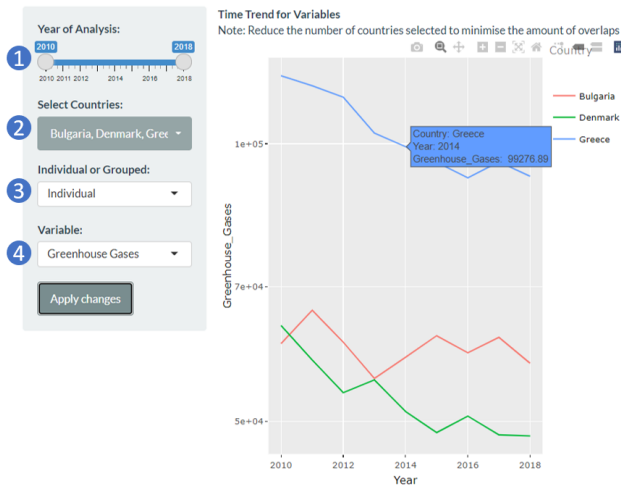 Year of Analysis:
2010 2018
1
2010 2011 2012 2014 2016 2018
Select Countries:
2
Bulgaria, Denmark, Gree
Individual or Grouped:
3
Individual
Variable:
4
Greenhouse Gases
Apply changes
Time Trend for Variables
Note: Reduce the number of countries selected to minimise the amount of overlaps
Country
Bulgaria
Denmark
Greece
Country: Greece
Year: 2014
Greenhouse_Gases: 99276.89
1e+05
7e+04
5e+04
Greenhouse_Gases
2010 2012 2014 2016 2018
Year